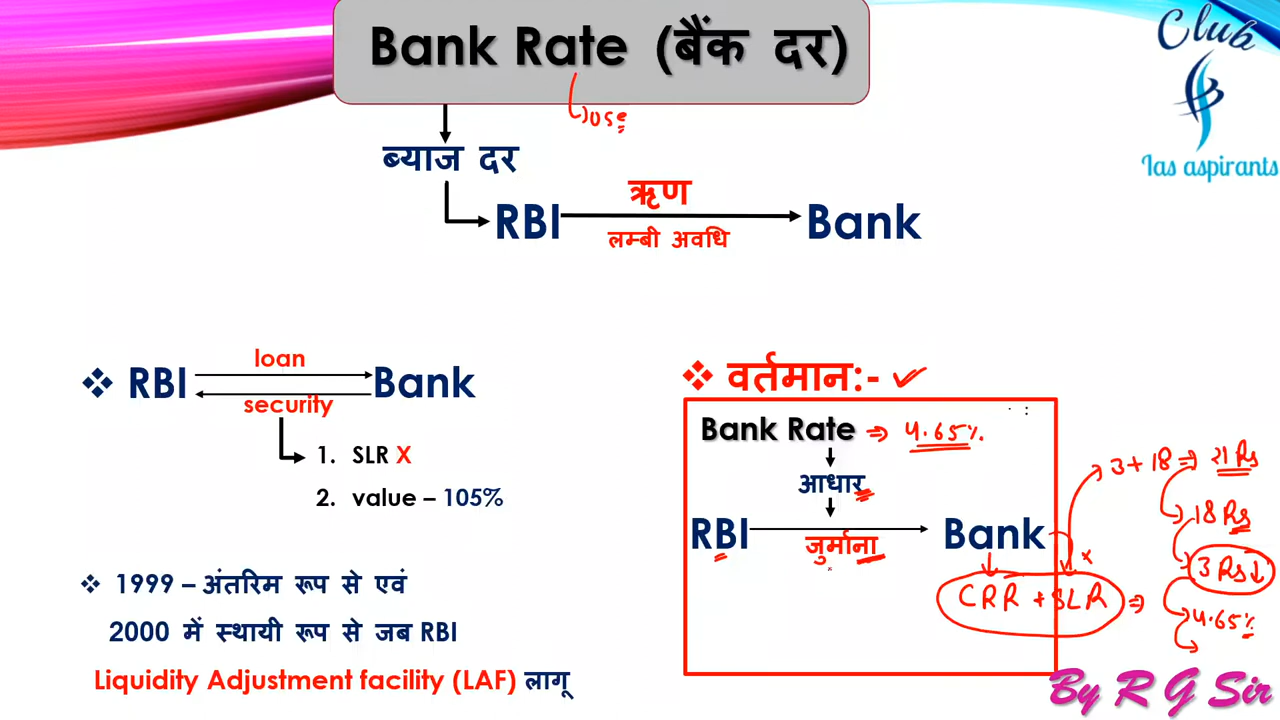 Bank Rate (बैंक दर)
Club
Ias aspirants
use
ब्याज दर
RBI ऋण Bank
लम्बी अवधि
❖ RBI loan Bank
security
1. SLR X
2. value – 105%
❖ 1999 – अंतरिम रूप से एवं
2000 में स्थायी रूप से जब RBI
Liquidity Adjustment facility (LAF) लागू
❖ वर्तमान:- ✓
Bank Rate ⇒ 4.65%
आधार
RBI जुर्माना Bank
CRR + SLR ⇒
3 + 18 ⇒ 21 Rs
18 Rs
3 Rs ↓
4.65%
By R G Sir